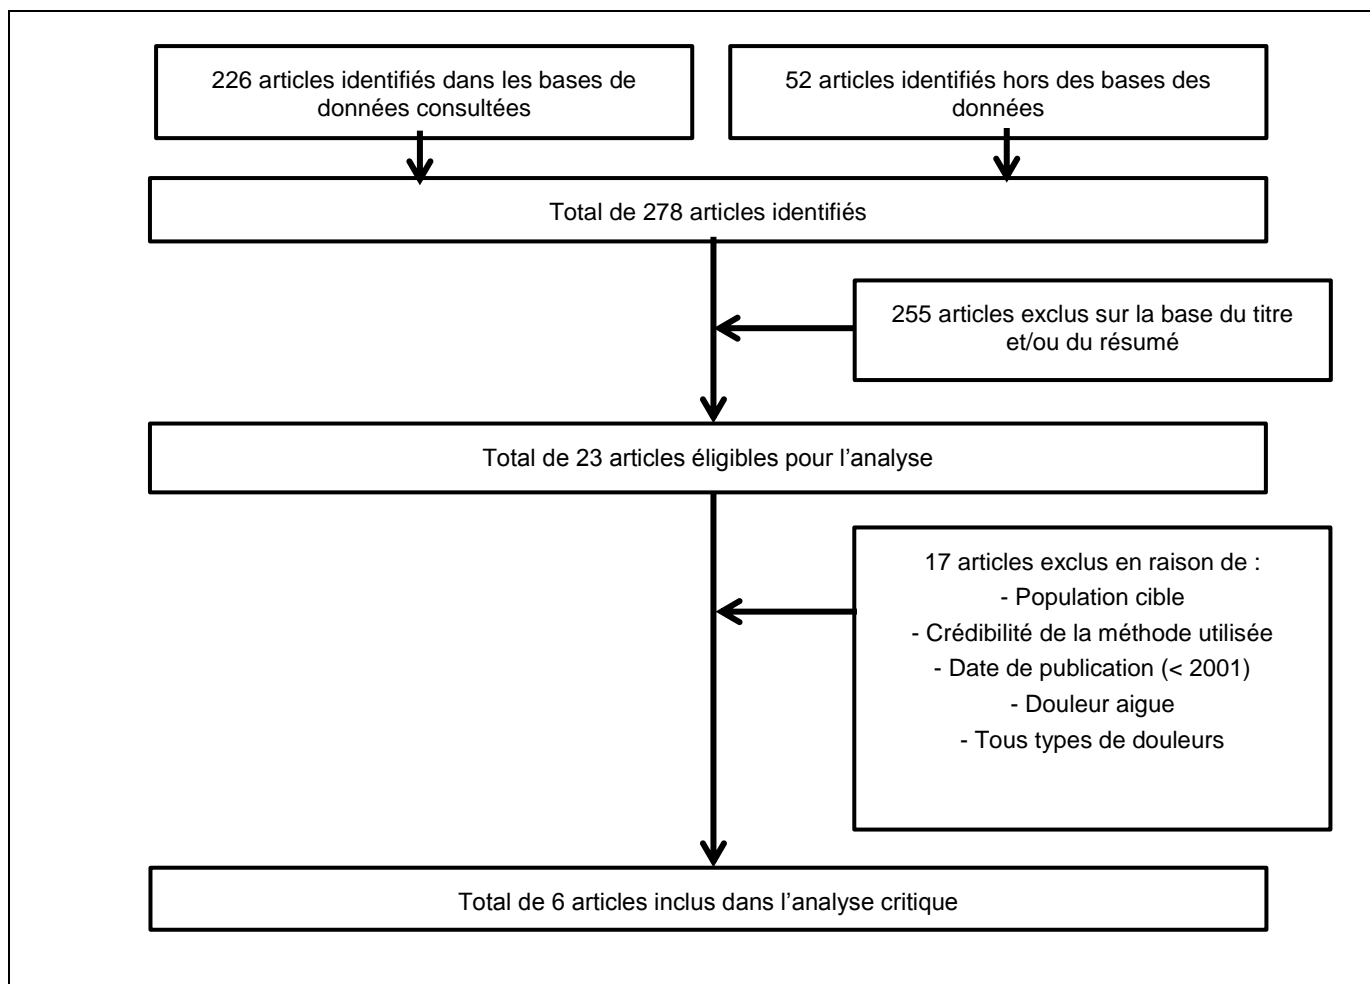 226 articles identifiés dans les bases de
données consultées
52 articles identifiés hors des bases des
données
Total de 278 articles identifiés
255 articles exclus sur la base du titre
et/ou du résumé
Total de 23 articles éligibles pour l’analyse
17 articles exclus en raison de :
- Population cible
- Crédibilité de la méthode utilisée
- Date de publication (< 2001)
- Douleur aigue
- Tous types de douleurs
Total de 6 articles inclus dans l’analyse critique